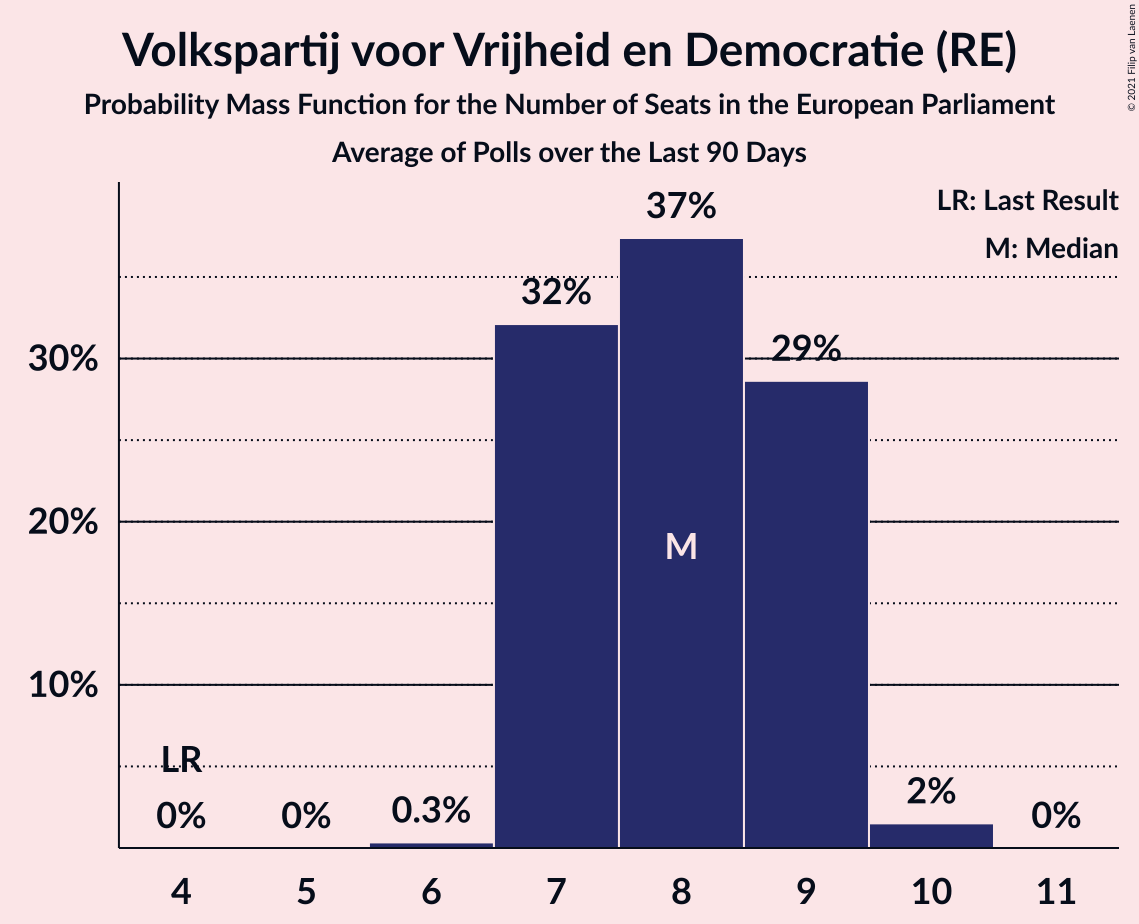 Volkspartij voor Vrijheid en Democratie (RE)
Probability Mass Function for the Number of Seats in the European Parliament
Average of Polls over the Last 90 Days
© 2021 Filip van Laenen
LR: Last Result
M: Median
37%
32%
29%
30%
20%
M
10%
LR
0%
0%
0.3%
2%
0%
4 5 6 7 8 9 10 11